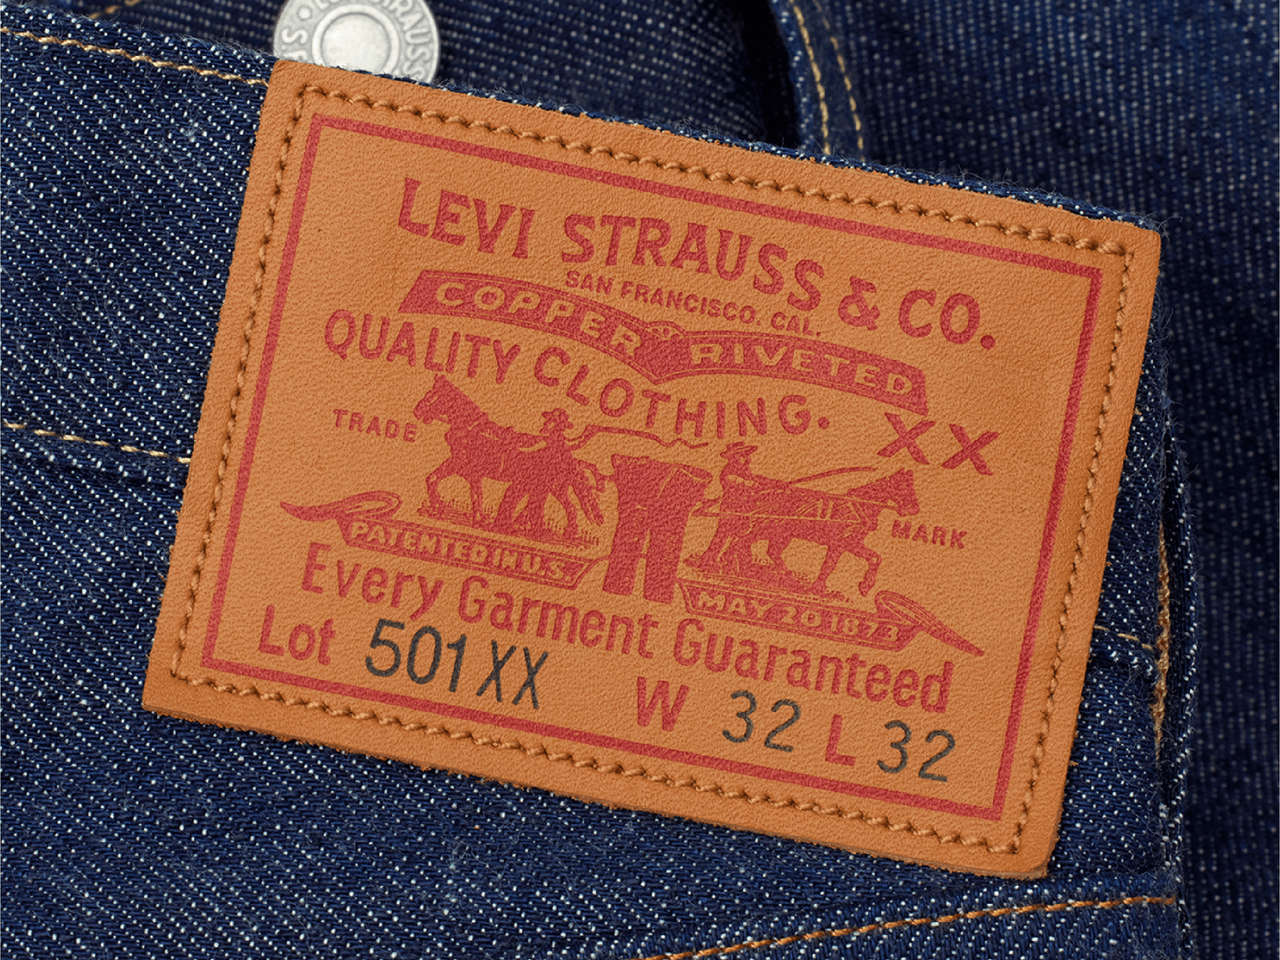 LEVI STRAUSS & CO.
SAN FRANCISCO, CAL.
COPPER RIVETED
QUALITY CLOTHING.
XX
TRADE MARK
PATENTED IN U.S. MAY 20 1873
Every Garment Guaranteed
Lot 501XX W 32 L 32